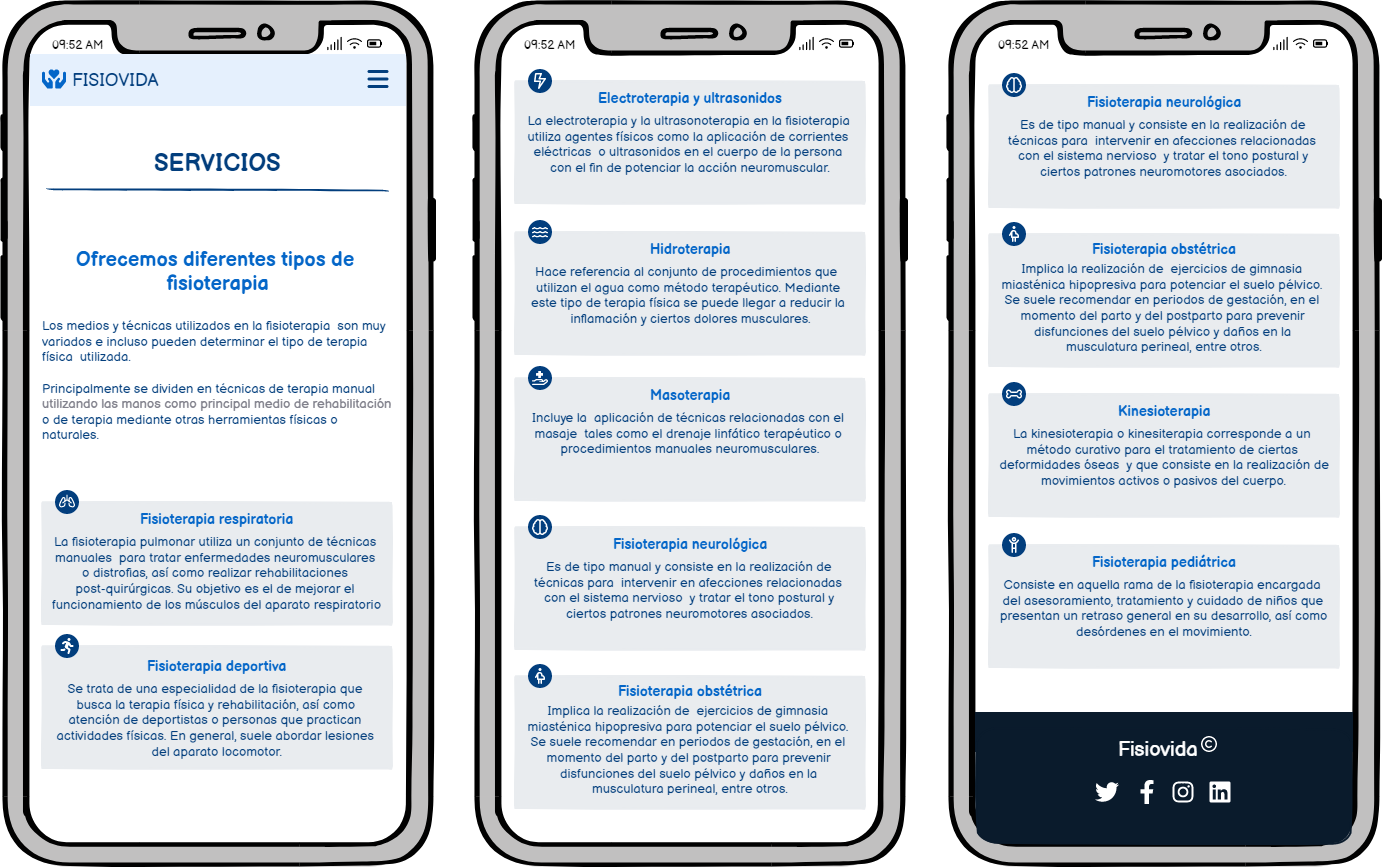 09:52 AM
FISIOVIDA
SERVICIOS
Ofrecemos diferentes tipos de
fisioterapia
Los medios y técnicas utilizados en la fisioterapia  son muy
variados e incluso pueden determinar el tipo de terapia
física  utilizada.
Principalmente se dividen en técnicas de terapia manual
utilizando las manos como principal medio de rehabilitación
o de terapia mediante otras herramientas físicas o
naturales.
Fisioterapia respiratoria
La fisioterapia pulmonar utiliza un conjunto de técnicas
manuales  para tratar enfermedades neuromusculares
o distrofias, así como realizar rehabilitaciones
post-quirúrgicas. Su objetivo es el de mejorar el
funcionamiento de los músculos del aparato respiratorio
Fisioterapia deportiva
Se trata de una especialidad de la fisioterapia que
busca la terapia física y rehabilitación, así como
atención de deportistas o personas que practican
actividades físicas. En general, suele abordar lesiones
del aparato locomotor.
09:52 AM
Electroterapia y ultrasonidos
La electroterapia y la ultrasonoterapia en la fisioterapia
utiliza agentes físicos como la aplicación de corrientes
eléctricas  o ultrasonidos en el cuerpo de la persona
con el fin de potenciar la acción neuromuscular.
Hidroterapia
Hace referencia al conjunto de procedimientos que
utilizan el agua como método terapéutico. Mediante
este tipo de terapia física se puede llegar a reducir la
inflamación y ciertos dolores musculares.
Masoterapia
Incluye la  aplicación de técnicas relacionadas con el
masaje  tales como el drenaje linfático terapéutico o
procedimientos manuales neuromusculares.
Fisioterapia neurológica
Es de tipo manual y consiste en la realización de
técnicas para  intervenir en afecciones relacionadas
con el sistema nervioso  y tratar el tono postural y
ciertos patrones neuromotores asociados.
Fisioterapia obstétrica
Implica la realización de  ejercicios de gimnasia
miasténica hipopresiva para potenciar el suelo pélvico.
Se suele recomendar en periodos de gestación, en el
momento del parto y del postparto para prevenir
disfunciones del suelo pélvico y daños en la
musculatura perineal, entre otros.
09:52 AM
Fisioterapia neurológica
Es de tipo manual y consiste en la realización de
técnicas para  intervenir en afecciones relacionadas
con el sistema nervioso  y tratar el tono postural y
ciertos patrones neuromotores asociados.
Fisioterapia obstétrica
Implica la realización de  ejercicios de gimnasia
miasténica hipopresiva para potenciar el suelo pélvico.
Se suele recomendar en periodos de gestación, en el
momento del parto y del postparto para prevenir
disfunciones del suelo pélvico y daños en la
musculatura perineal, entre otros.
Kinesioterapia
La kinesioterapia o kinesiterapia corresponde a un
método curativo para el tratamiento de ciertas
deformidades óseas  y que consiste en la realización de
movimientos activos o pasivos del cuerpo.
Fisioterapia pediátrica
Consiste en aquella rama de la fisioterapia encargada
del asesoramiento, tratamiento y cuidado de niños que
presentan un retraso general en su desarrollo, así como
desórdenes en el movimiento.
Fisiovida ©